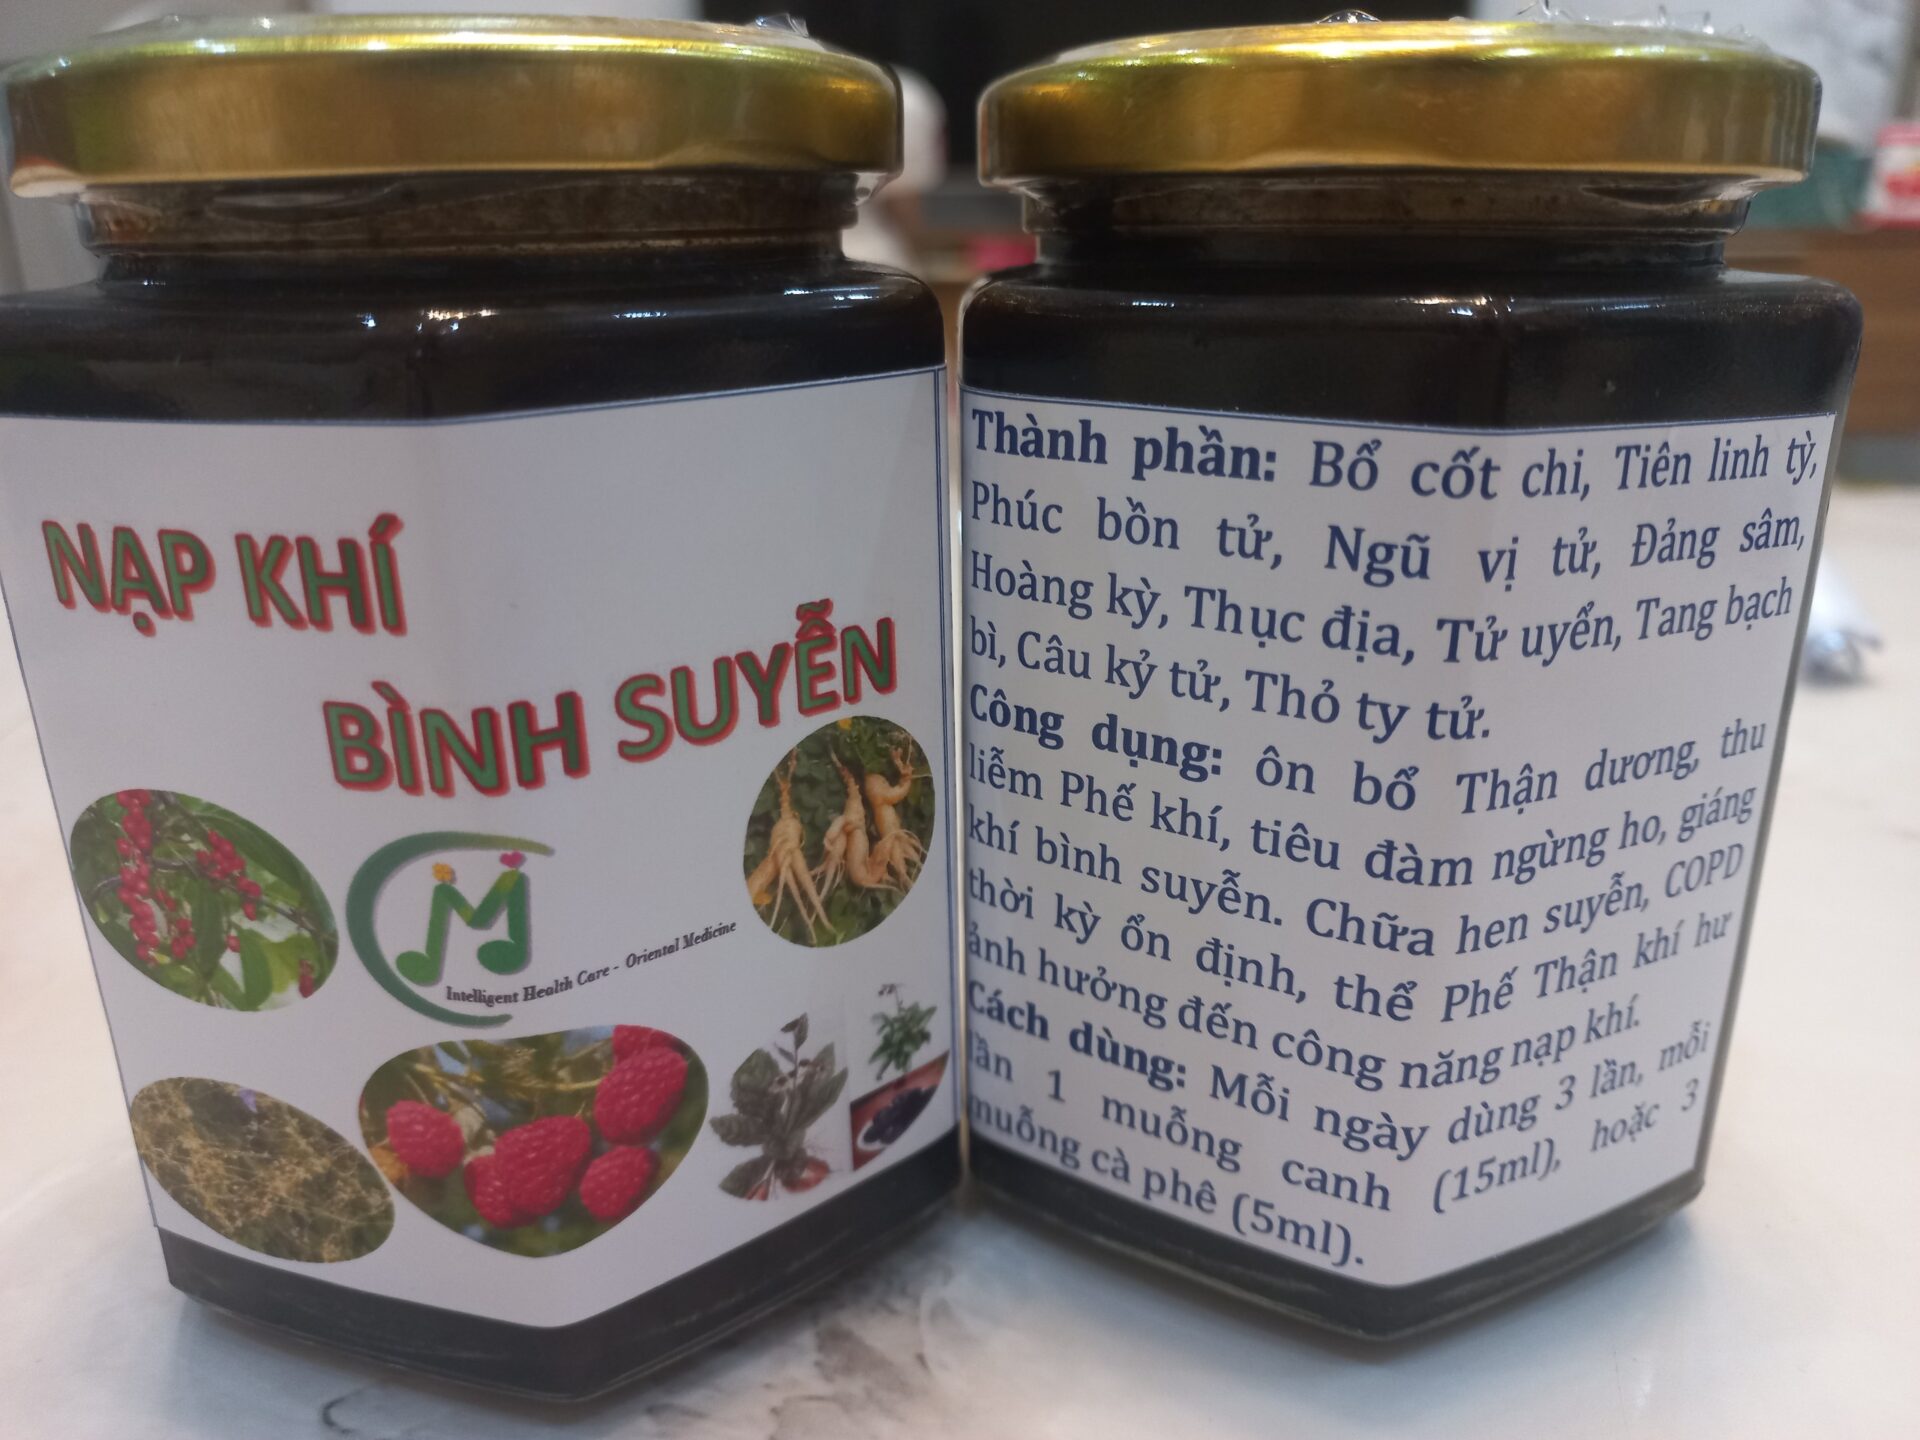 NẠP KHÍ
BÌNH SUYỄN
Intelligent Health Care - Oriental Medicine
Thành phần: Bổ cốt chi, Tiên linh tỳ,
Phúc bồn tử, Ngũ vị tử, Đảng sâm,
Hoàng kỳ, Thục địa, Tử uyển, Tang bạch
bì, Câu kỷ tử, Thỏ ty tử.
Công dụng: ôn bổ Thận dương, thu
liễm Phế khí, tiêu đàm ngừng ho, giáng
khí bình suyễn. Chữa hen suyễn, COPD
thời kỳ ổn định, thể Phế Thận khí hư
ảnh hưởng đến công năng nạp khí.
Cách dùng: Mỗi ngày dùng 3 lần, mỗi
lần 1 muỗng canh (15ml), hoặc 3
muỗng cà phê (5ml).